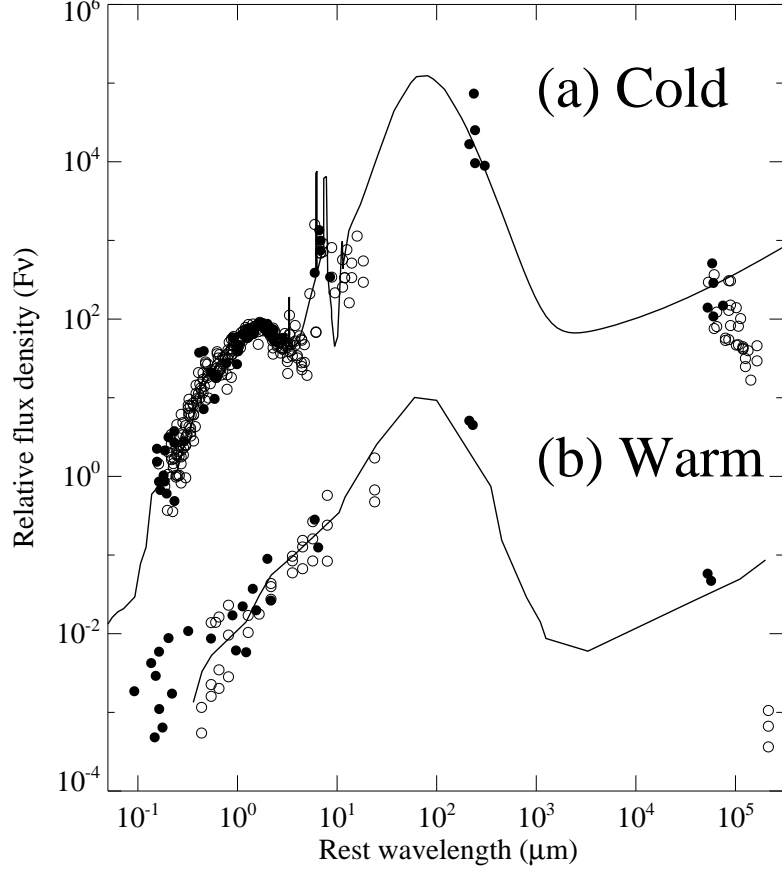 10^6
(a) Cold
10^4
10^2
Relative flux density (Fν)
10^0
(b) Warm
10^-2
10^-4
10^-1 10^0 10^1 10^2 10^3 10^4 10^5
Rest wavelength (μm)